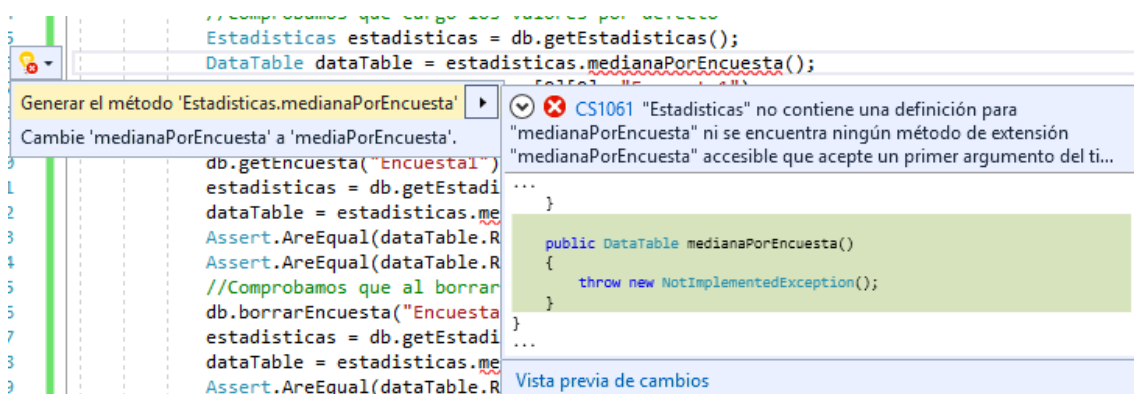 //Comprobamos que cargo los valores por defecto
Estadisticas estadisticas = db.getEstadisticas();
DataTable dataTable = estadisticas.medianaPorEncuesta();
Generar el método 'Estadisticas.medianaPorEncuesta'
Cambie 'medianaPorEncuesta' a 'mediaPorEncuesta'.
CS1061 "Estadisticas" no contiene una definición para
"medianaPorEncuesta" ni se encuentra ningún método de extensión
"medianaPorEncuesta" accesible que acepte un primer argumento del ti...
...
}
public DataTable medianaPorEncuesta()
{
throw new NotImplementedException();
}
}
...
Vista previa de cambios
db.getEncuesta("Encuesta1")
estadisticas = db.getEstadi
dataTable = estadisticas.me
Assert.AreEqual(dataTable.R
Assert.AreEqual(dataTable.R
//Comprobamos que al borrar
db.borrarEncuesta("Encuesta
estadisticas = db.getEstadi
dataTable = estadisticas.me
Assert.AreEqual(dataTable.R